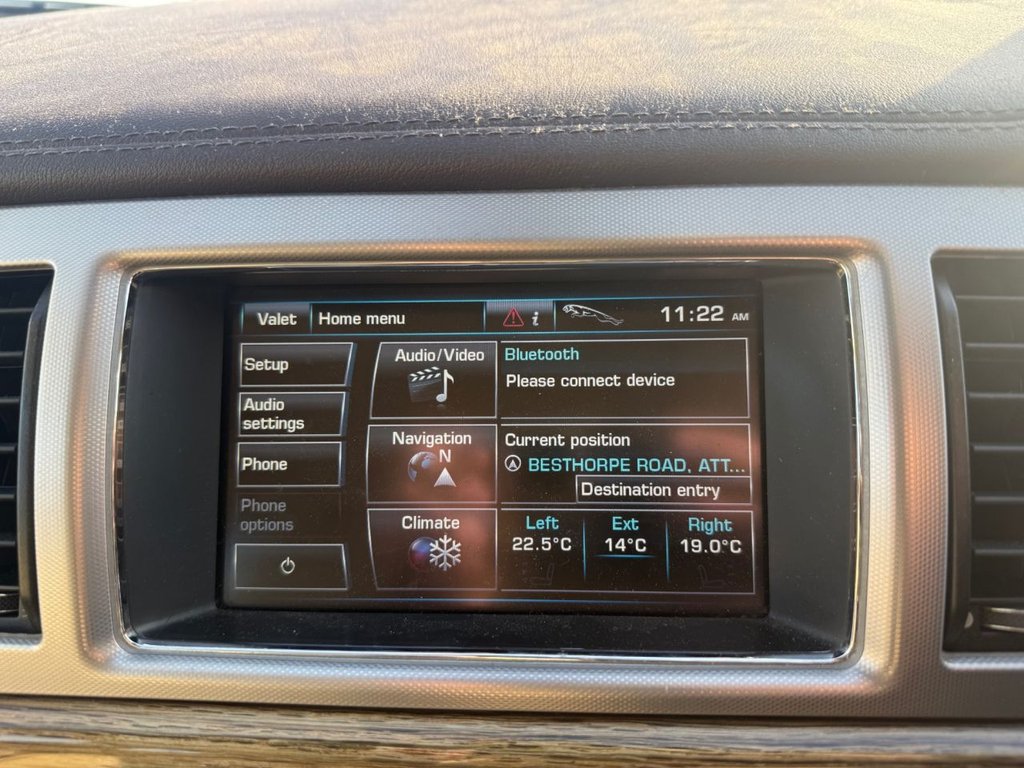 Valet
Home menu
i
11:22 AM
Setup
Audio
settings
Phone
Phone
options
Audio/Video
Bluetooth
Please connect device
Navigation
N
Current position
BESTHORPE ROAD, ATT...
Destination entry
Climate
Left
22.5°C
Ext
14°C
Right
19.0°C